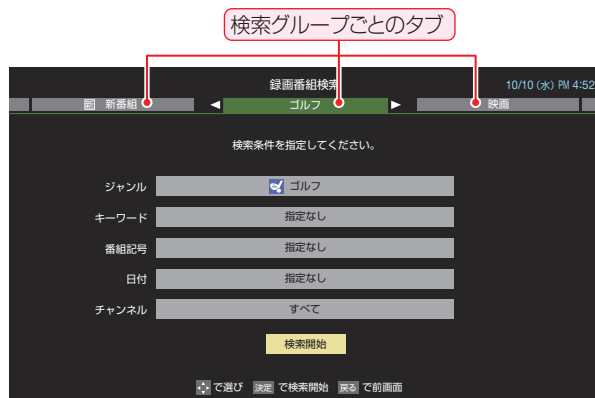 検索グループごとのタブ
録画番組検索
10/10 (水) PM 4:52
新 新番組
◀ ゴルフ ▶
映画
検索条件を指定してください。
ジャンル ゴルフ
キーワード 指定なし
番組記号 指定なし
日付 指定なし
チャンネル すべて
検索開始
で選び 決定 で検索開始 戻る で前画面